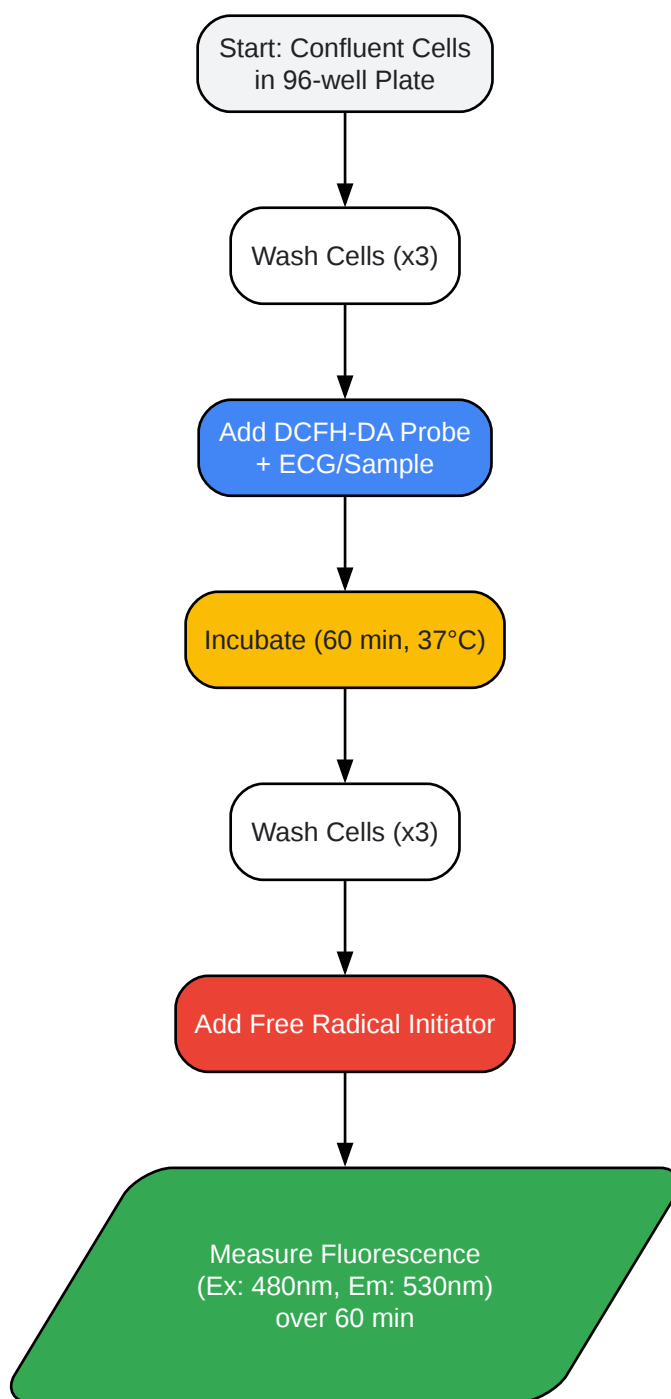 Start: Confluent Cells
in 96-well Plate
Wash Cells (x3)
Add DCFH-DA Probe
+ ECG/Sample
Incubate (60 min, 37°C)
Wash Cells (x3)
Add Free Radical Initiator
Measure Fluorescence
(Ex: 480nm, Em: 530nm)
over 60 min